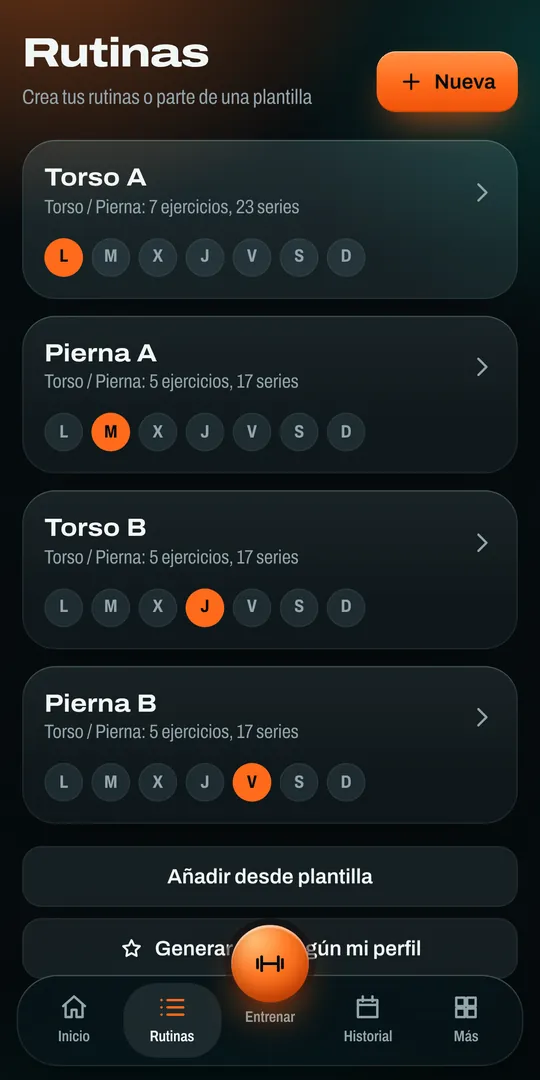 Rutinas
Crea tus rutinas o parte de una plantilla
+ Nueva
Torso A
Torso / Pierna: 7 ejercicios, 23 series
L M X J V S D
Pierna A
Torso / Pierna: 5 ejercicios, 17 series
L M X J V S D
Torso B
Torso / Pierna: 5 ejercicios, 17 series
L M X J V S D
Pierna B
Torso / Pierna: 5 ejercicios, 17 series
L M X J V S D
Añadir desde plantilla
Generar gún mi perfil
Inicio
Rutinas
Entrenar
Historial
Más